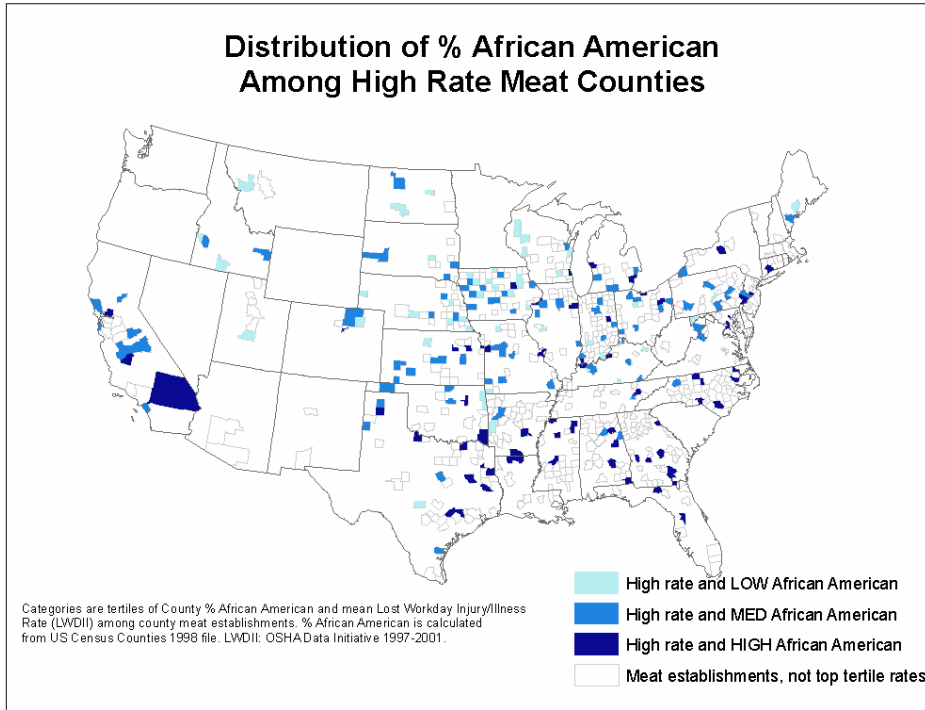 Distribution of % African American
Among High Rate Meat Counties
High rate and LOW African American
High rate and MED African American
High rate and HIGH African American
Meat establishments, not top tertile rates
Categories are tertiles of County % African American and mean Lost Workday Injury/Illness
Rate (LWDII) among county meat establishments. % African American is calculated
from US Census Counties 1998 file. LWDII: OSHA Data Initiative 1997-2001.